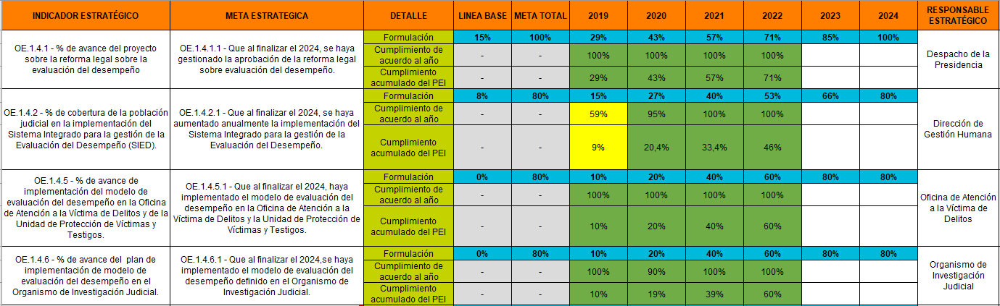 INDICADOR ESTRATÉGICO META ESTRATEGICA DETALLE LINEA BASE META TOTAL 2019 2020 2021 2022 2023 2024 RESPONSABLE
ESTRATÉGICO
OE.1.4.1 - % de avance del proyecto
sobre la reforma legal sobre la
evaluación del desempeño
OE.1.4.1.1 - Que al finalizar el 2024, se haya
gestionado la aprobación de la reforma legal
sobre evaluación del desempeño.
Formulación 15% 100% 29% 43% 57% 71% 85% 100%
Cumplimiento de
acuerdo al año
- - 100% 100% 100% 100%
Cumplimiento
acumulado del PEI
- - 29% 43% 57% 71%
Despacho de la
Presidencia
OE.1.4.2 - % de cobertura de la población
judicial en la implementación del
Sistema Integrado para la gestión de la
Evaluación del Desempeño (SIED).
OE.1.4.2.1 - Que al finalizar el 2024, se haya
aumentado anualmente la implementación del
Sistema Integrado para la gestión de la
Evaluación del Desempeño.
Formulación 8% 80% 15% 27% 40% 53% 66% 80%
Cumplimiento de
acuerdo al año
- - 59% 95% 100% 100%
Cumplimiento
acumulado del PEI
- - 9% 20,4% 33,4% 46%
Dirección de
Gestión Humana
OE.1.4.5 - % de avance de
implementación del modelo de
evaluación del desempeño en la Oficina
de Atención a la Víctima de Delitos y de la
Unidad de Protección de Víctimas y
Testigos.
OE.1.4.5.1 - Que al finalizar el 2024, haya
implementado el modelo de evaluación del
desempeño en la Oficina de Atención a la
Víctima de Delitos y la Unidad de Protección de
Víctimas y Testigos.
Formulación 0% 80% 10% 20% 40% 60% 80% 80%
Cumplimiento de
acuerdo al año
- - 100% 100% 100% 100%
Cumplimiento
acumulado del PEI
- - 10% 20% 40% 60%
Oficina de Atención
a la Víctima de
Delitos
OE.1.4.6 - % de avance del plan de
implementación de modelo de
evaluación del desempeño en el
Organismo de Investigación Judicial.
OE.1.4.6.1 - Que al finalizar el 2024,se haya
implementado el modelo de evaluación del
desempeño definido en el Organismo de
Investigación Judicial.
Formulación 0% 80% 10% 20% 40% 60% 80% 80%
Cumplimiento de
acuerdo al año
- - 100% 90% 100% 100%
Cumplimiento
acumulado del PEI
- - 10% 19% 39% 60%
Organismo de
Investigación
Judicial